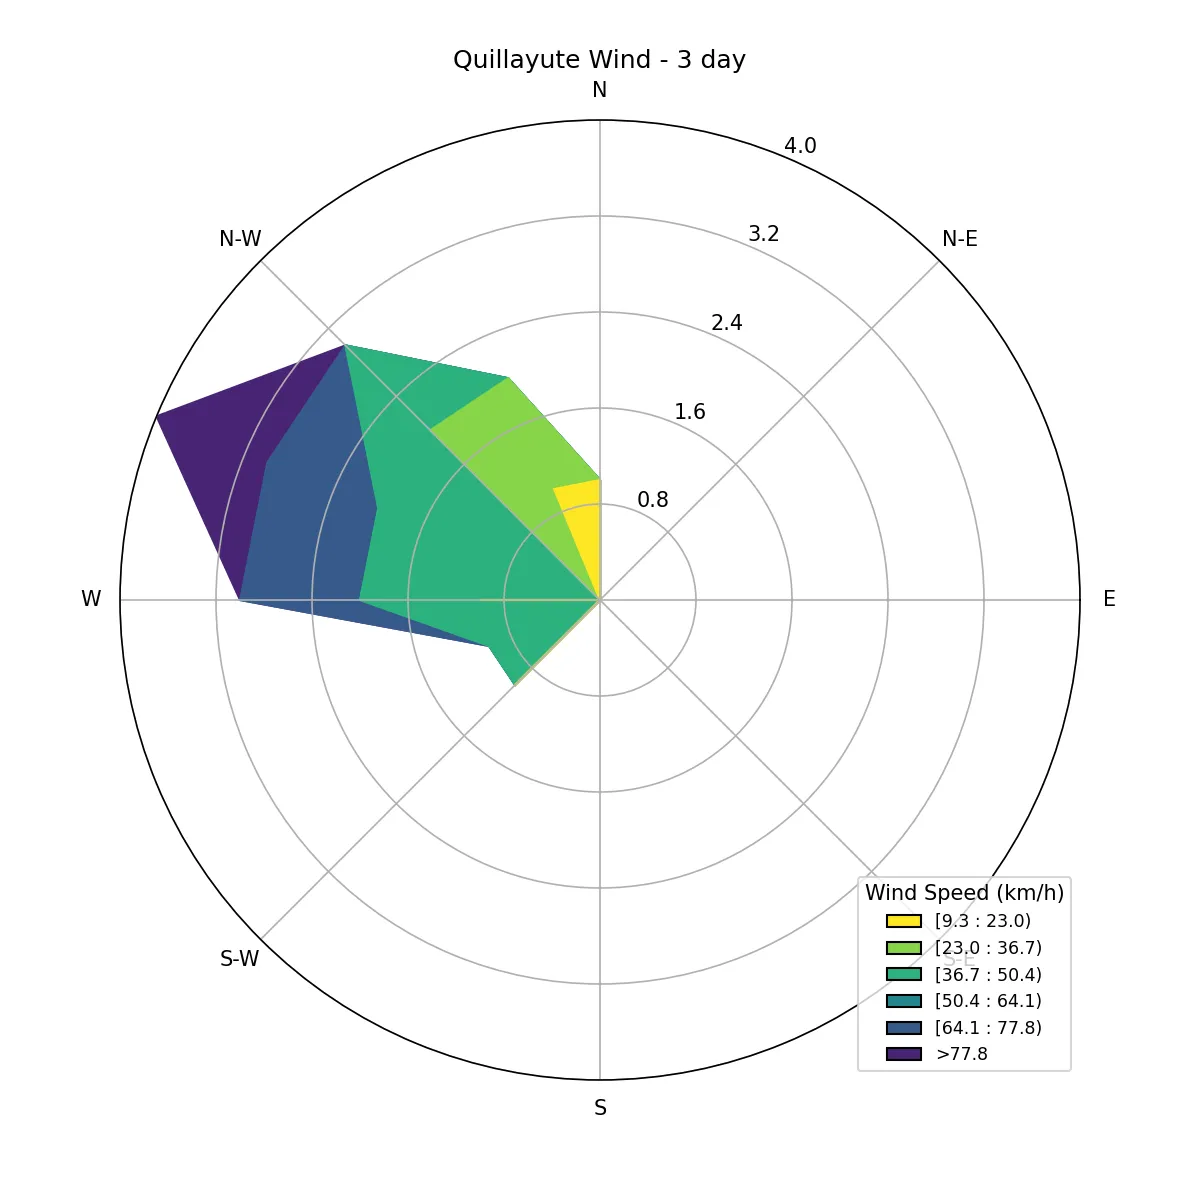 Quillayute Wind - 3 day
N
4.0
N-W
3.2
N-E
2.4
1.6
0.8
W
E
S-W
S-E
S
Wind Speed (km/h)
[9.3 : 23.0)
[23.0 : 36.7)
[36.7 : 50.4)
[50.4 : 64.1)
[64.1 : 77.8)
>77.8